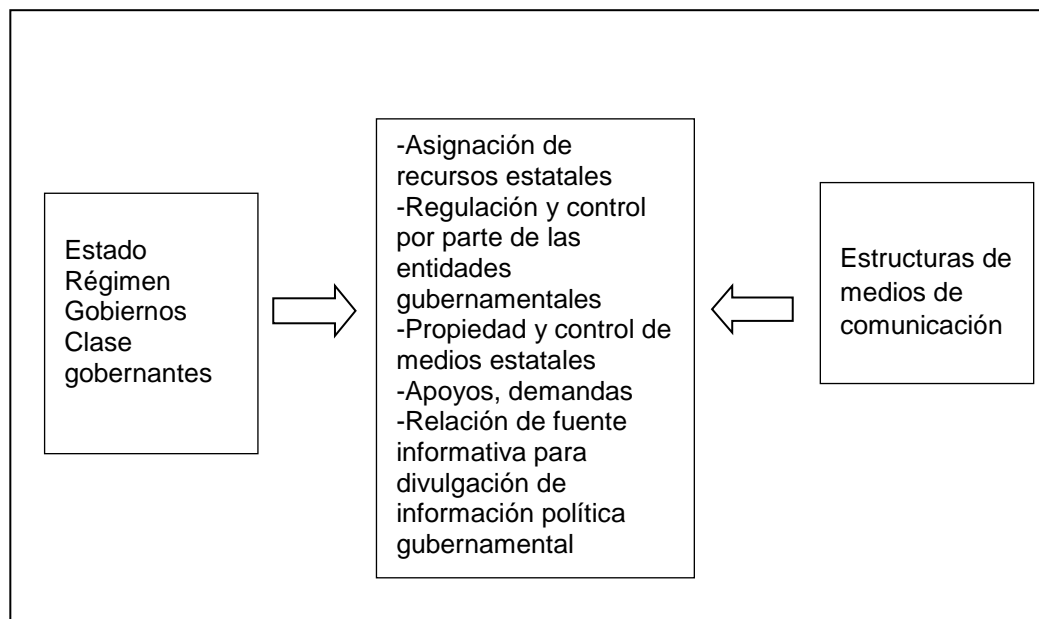 Estado
Régimen
Gobiernos
Clase
gobernantes
-Asignación de
recursos estatales
-Regulación y control
por parte de las
entidades
gubernamentales
-Propiedad y control de
medios estatales
-Apoyos, demandas
-Relación de fuente
informativa para
divulgación de
información política
gubernamental
Estructuras de
medios de
comunicación